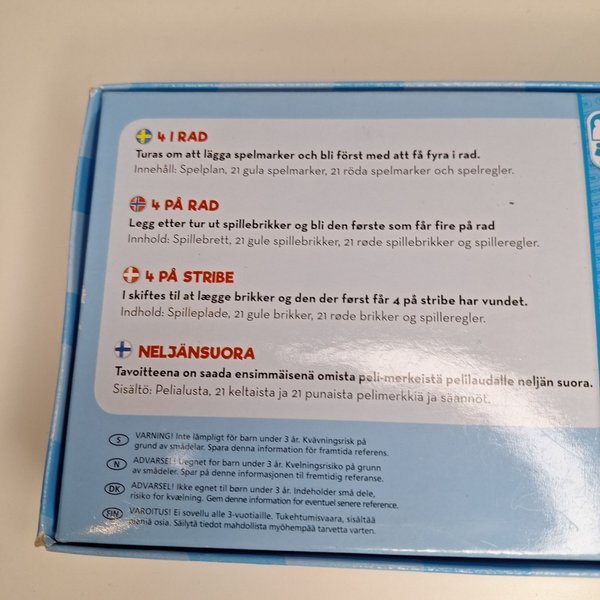 4 I RAD
Turas om att lägga spelmarker och bli först med att få fyra i rad.
Innehåll: Spelplan, 21 gula spelmarker, 21 röda spelmarker och spelregler.
4 PÅ RAD
Legg etter tur ut spillebrikker og bli den første som får fire på rad
Innhold: Spillebrett, 21 gule spillebrikker, 21 røde spillebrikker og spilleregler.
4 PÅ STRIBE
I skiftes til at lægge brikker og den der først får 4 på stribe har vundet.
Indhold: Spilleplade, 21 gule brikker, 21 røde brikker og spilleregler.
NELJÄNSUORA
Tavoitteena on saada ensimmäisenä omista peli-merkeistä pelilaudalle neljän suora.
Sisältö: Pelialusta, 21 keltaista ja 21 punaista pelimerkkiä ja säännöt.
S VARNING! Inte lämpligt för barn under 3 år. Kvävningsrisk på
grund av smådelar. Spara denna information för framtida referens.
N ADVARSEL! Uegnet for barn under 3 år. Kvelningsrisiko på grunn
av smådeler. Spar på denne informasjonen til fremtidig referanse.
DK ADVARSEL! Ikke egnet til børn under 3 år. Indeholder små dele,
risiko for kvælning. Gem denne information for eventuel senere reference.
FIN VAROITUS! Ei sovellu alle 3-vuotiaille. Tukehtumisvaara, sisältää
pieniä osia. Säilytä tiedot mahdollista myöhempää tarvetta varten.